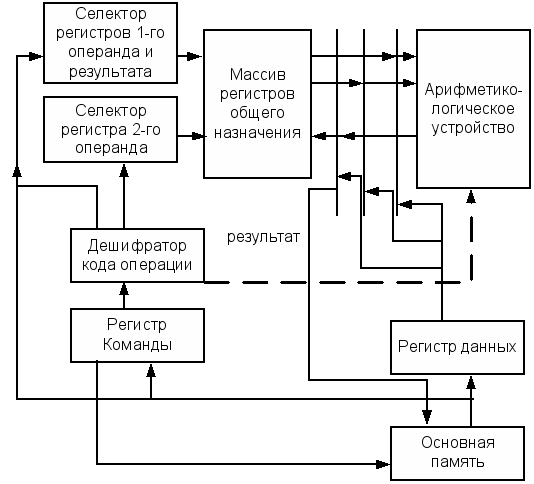 Селектор
регистров 1-го
операнда и
результата
Массив
регистров
общего
назначения
Арифметико-
логическое
устройство
Селектор
регистра 2-го
операнда
Дешифратор
кода операции
результат
Регистр
Команды
Регистр данных
Основная
память